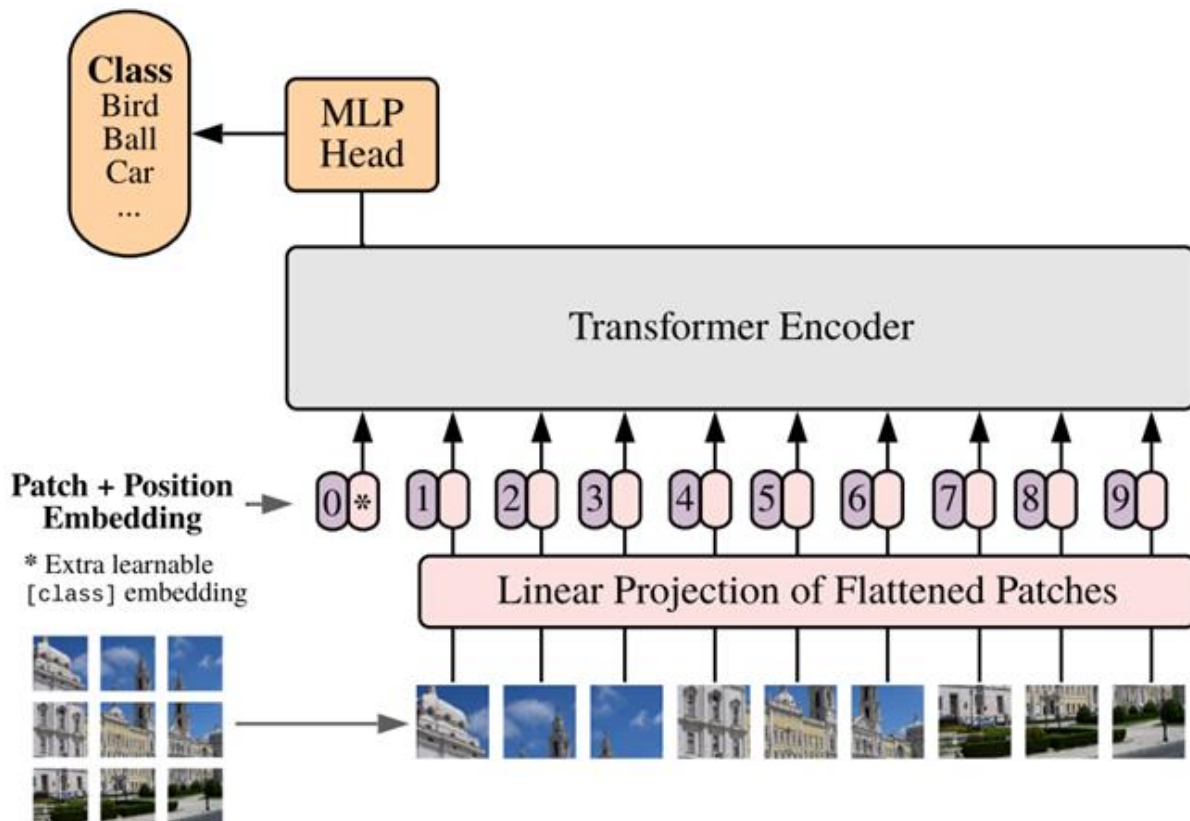 Class
Bird
Ball
Car
...
MLP
Head
Transformer Encoder
Patch + Position
Embedding
* Extra learnable
[class] embedding
0 * 1 2 3 4 5 6 7 8 9
Linear Projection of Flattened Patches